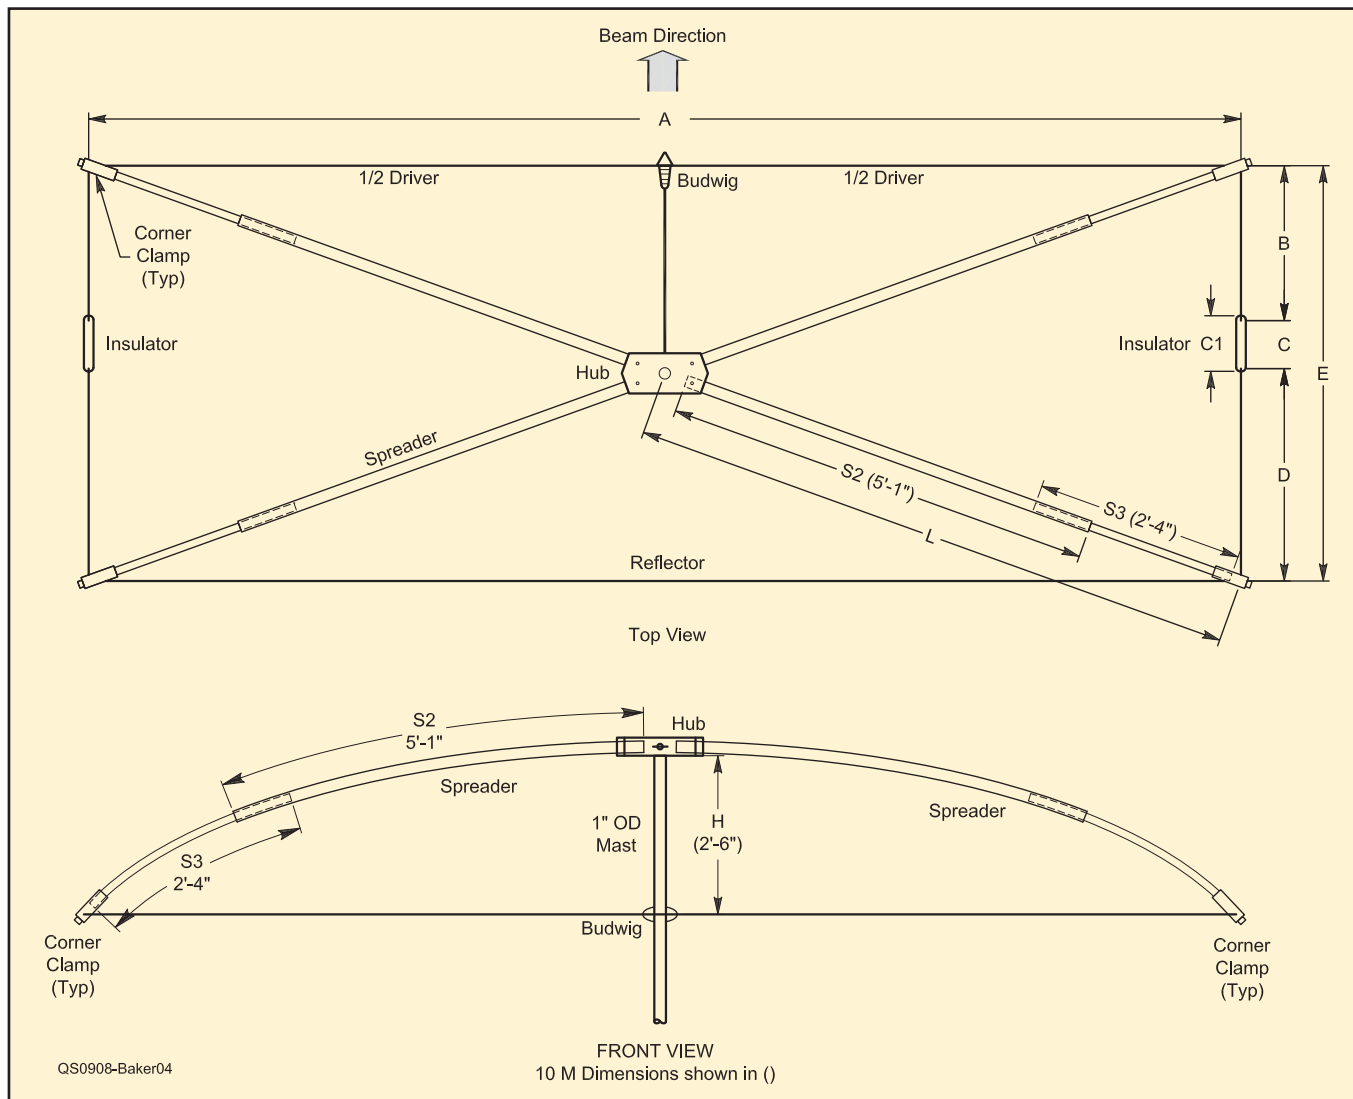 Beam Direction
A
1/2 Driver
Budwig
1/2 Driver
Corner
Clamp
(Typ)
B
Insulator
Insulator
C1
C
E
Hub
Spreader
S2 (5'-1")
S3 (2'-4")
D
L
Reflector
Top View
S2
5'-1"
Hub
Spreader
1" OD
Mast
H
(2'-6")
Spreader
S3
2'-4"
Budwig
Corner
Clamp
(Typ)
Corner
Clamp
(Typ)
FRONT VIEW
10 M Dimensions shown in ()
QS0908-Baker04